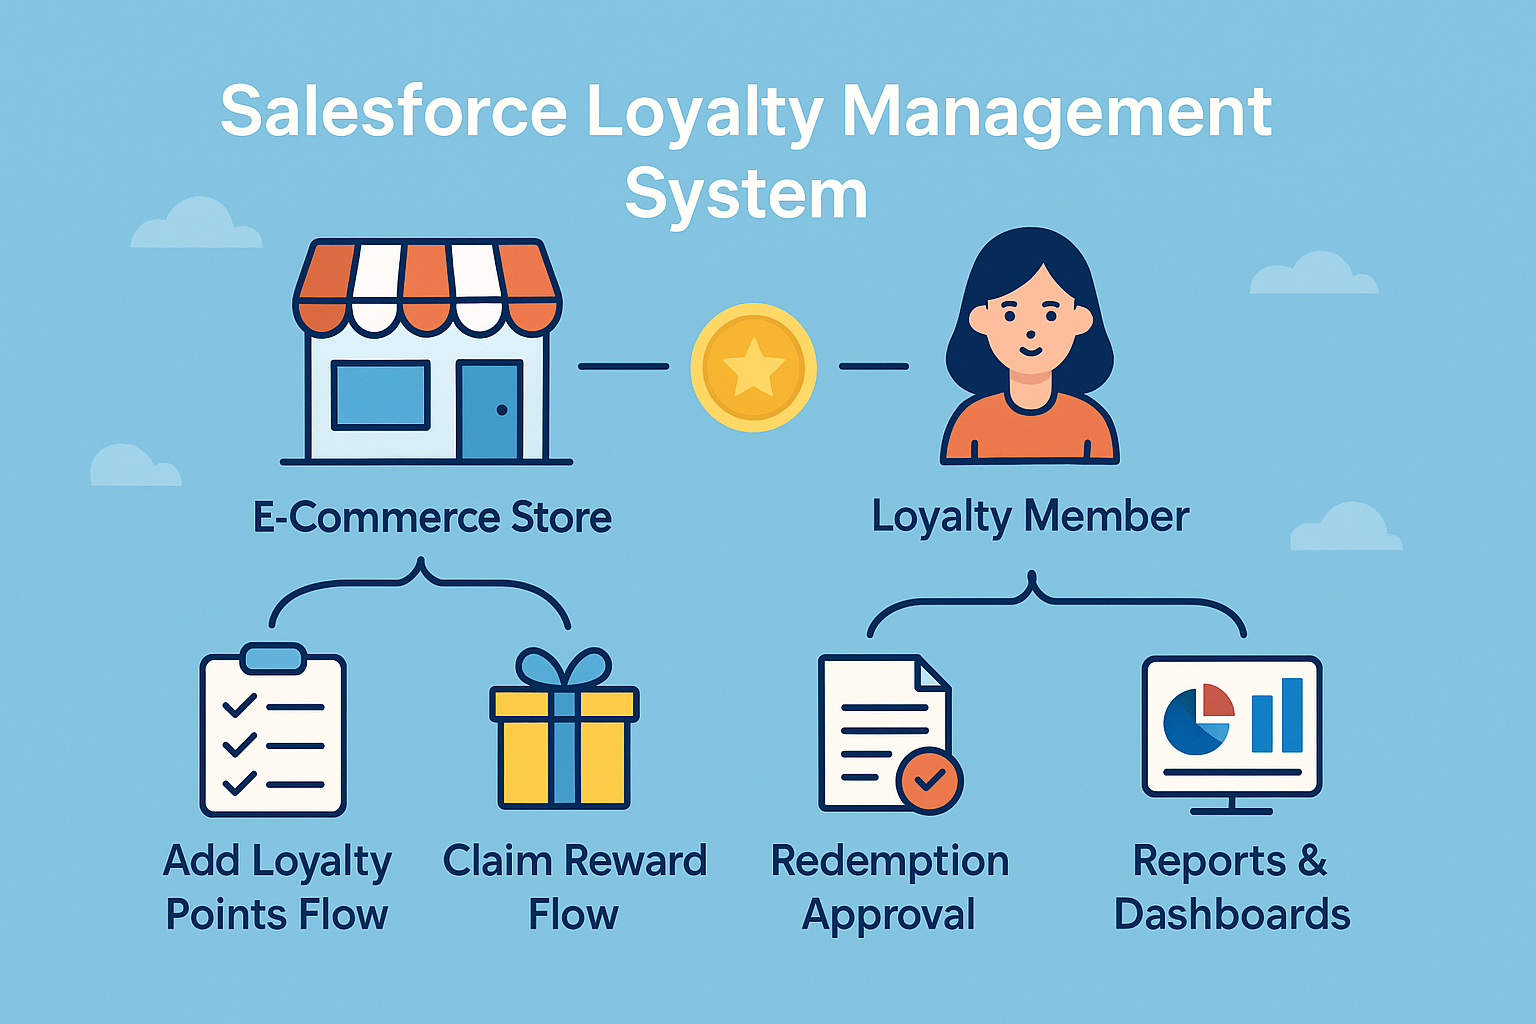 Salesforce Loyalty Management
System
E-Commerce Store
Loyalty Member
Add Loyalty
Points Flow
Claim Reward
Flow
Redemption
Approval
Reports &
Dashboards